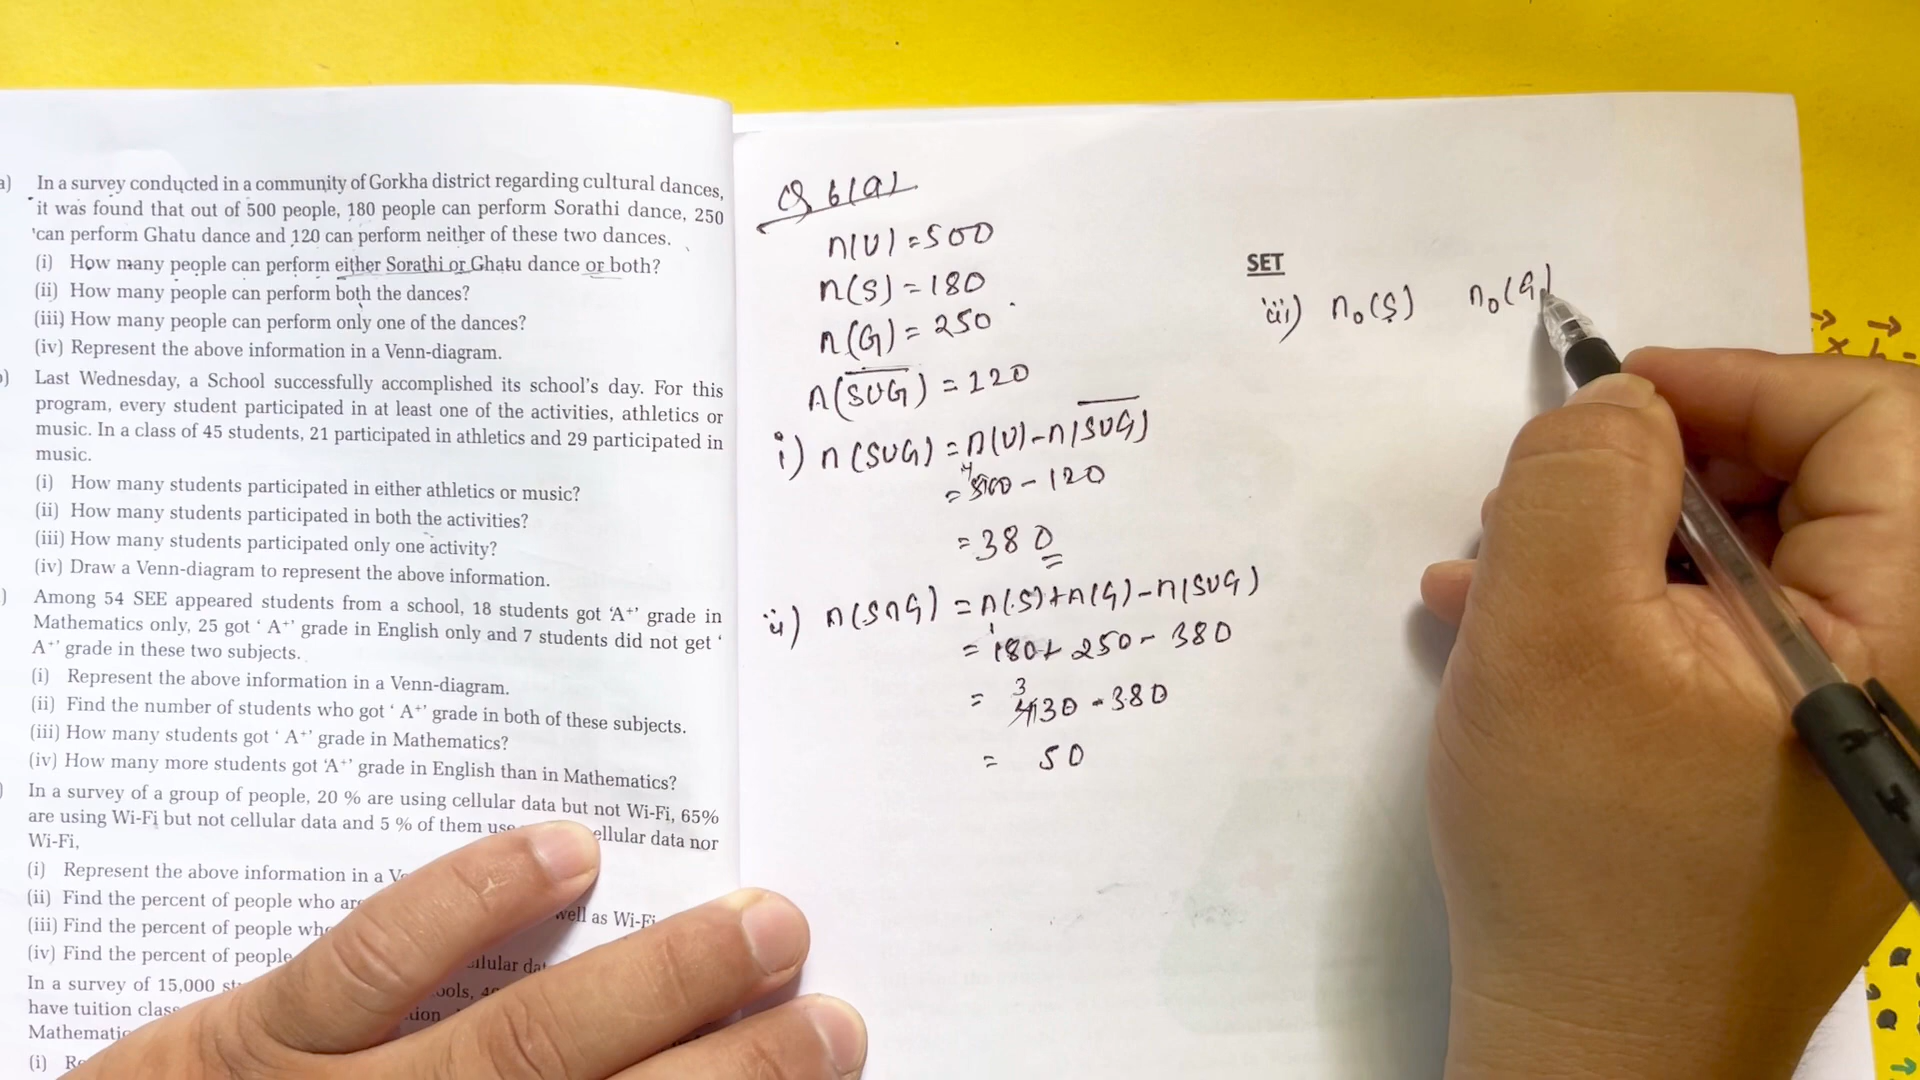 a) In a survey conducted in a community of Gorkha district regarding cultural dances,
it was found that out of 500 people, 180 people can perform Sorathi dance, 250
can perform Ghatu dance and 120 can perform neither of these two dances.
(i) How many people can perform either Sorathi or Ghatu dance or both?
(ii) How many people can perform both the dances?
(iii) How many people can perform only one of the dances?
(iv) Represent the above information in a Venn-diagram.
) Last Wednesday, a School successfully accomplished its school's day. For this
program, every student participated in at least one of the activities, athletics or
music. In a class of 45 students, 21 participated in athletics and 29 participated in
music.
(i) How many students participated in either athletics or music?
(ii) How many students participated in both the activities?
(iii) How many students participated only one activity?
(iv) Draw a Venn-diagram to represent the above information.
) Among 54 SEE appeared students from a school, 18 students got 'A⁺' grade in
Mathematics only, 25 got ' A⁺' grade in English only and 7 students did not get '
A⁺' grade in these two subjects.
(i) Represent the above information in a Venn-diagram.
(ii) Find the number of students who got ' A⁺' grade in both of these subjects.
(iii) How many students got ' A⁺' grade in Mathematics?
(iv) How many more students got 'A⁺' grade in English than in Mathematics?
) In a survey of a group of people, 20 % are using cellular data but not Wi-Fi, 65%
are using Wi-Fi but not cellular data and 5 % of them use ellular data nor
Wi-Fi,
(i) Represent the above information in a
(ii) Find the percent of people who are
(iii) Find the percent of people who well as Wi-Fi
(iv) Find the percent of people
In a survey of 15,000
have tuition class
Mathematic
(i)
Q 6(a)
n(U) = 500
n(S) = 180
n(G) = 250
n(S̅U̅G̅) = 120
i) n(SUG) = n(U) - n(S̅U̅G̅)
= 500 - 120
= 380
ii) n(S∩G) = n(S) + n(G) - n(SUG)
= 180 + 250 - 380
= 430 - 380
= 50
SET
iii) n₀(S) n₀(G)